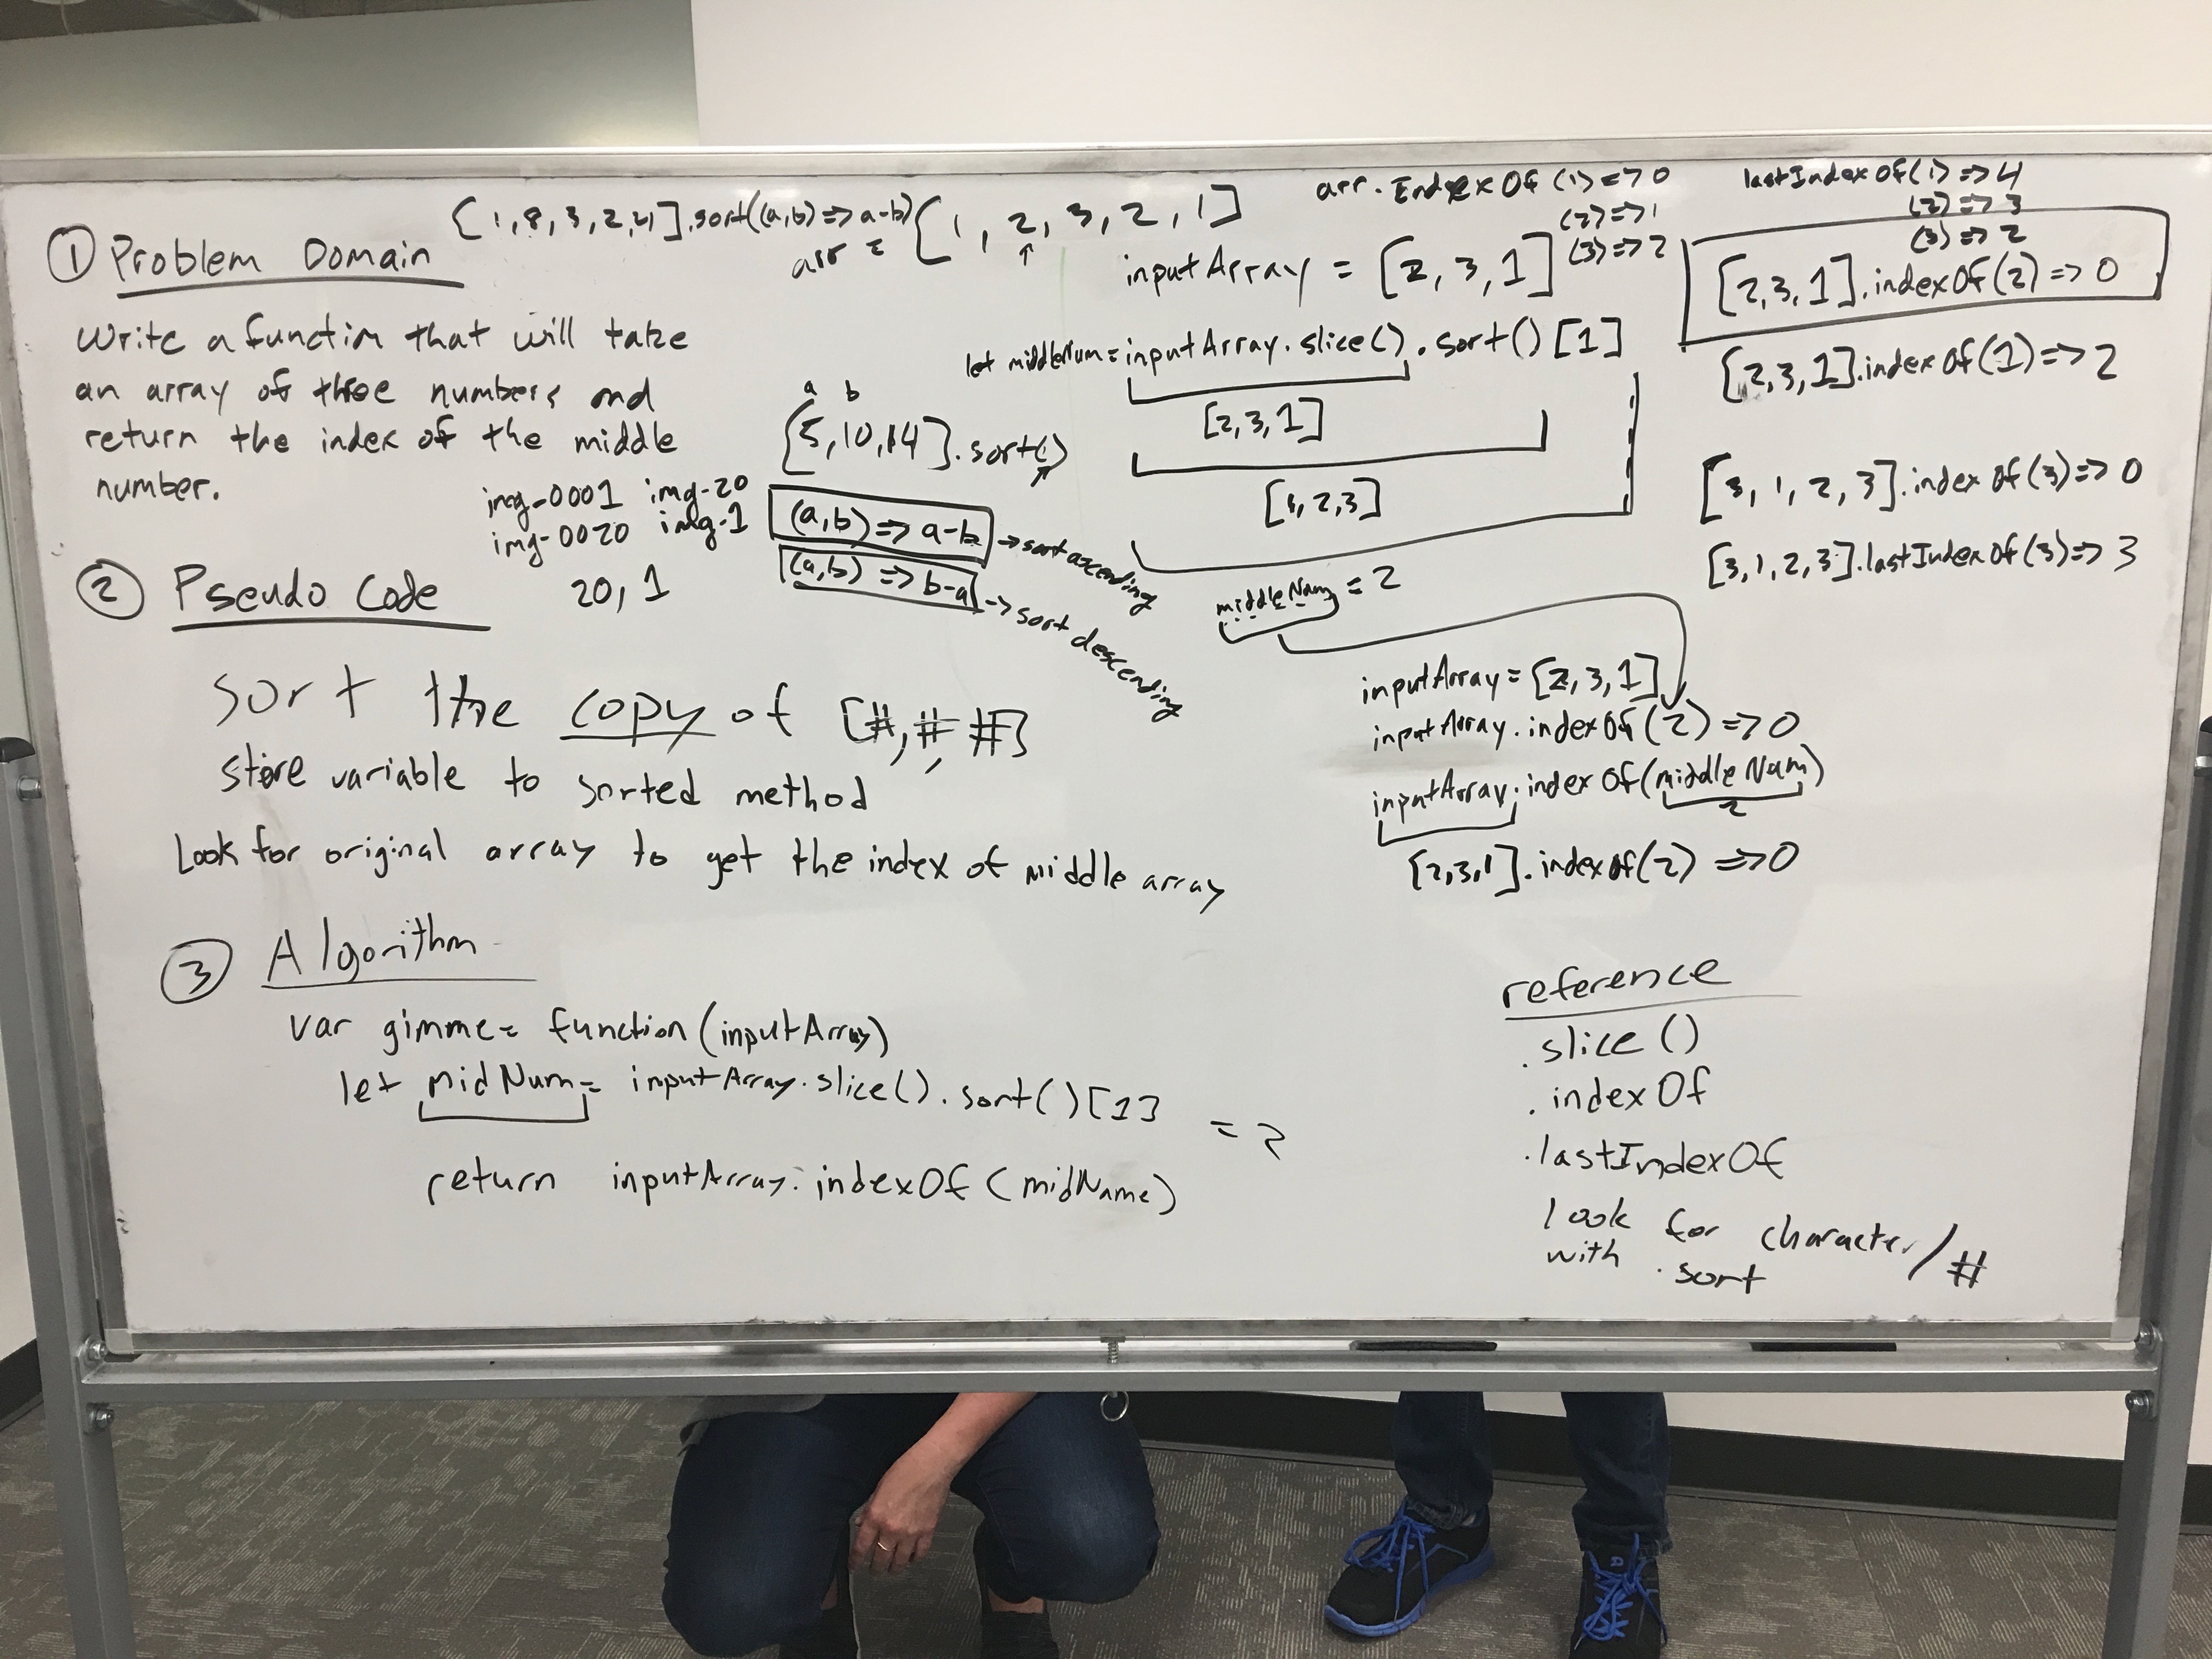 ① Problem Domain
Write a function that will take
an array of three numbers and
return the index of the middle
number.
[1,8,3,2,4].sort((a,b)=>a-b)
arr = [1, 2, 3, 2, 1]
↑
arr.IndexOf(1)=>0
(2)=>1
(3)=>2
lastIndexOf(1)=>4
(2)=>3
(3)=>2
inputArray = [2, 3, 1]
let middleNum=inputArray.slice().sort()[1]
[2,3,1]
[1,2,3]
middleNum = 2
a b
[5,10,14].sort()
(a,b)=> a-b -> sort ascending
(a,b) => b-a -> sort descending
img-0001 img-20
img-0020 img-1
20, 1
[2,3,1].indexOf(2)=>0
[2,3,1].indexOf(1)=>2
[3, 1, 2, 3].indexOf(3)=>0
[3,1,2,3].lastIndexOf(3)=>3
inputArray=[2,3,1]
inputArray.indexOf(2)=>0
inputArray.indexOf(middleNum)
2
[2,3,1].indexOf(2) =>0
② Pseudo Code
sort the copy of [#,#,#]
store variable to sorted method
Look for original array to get the index of middle array
③ Algorithm
var gimme= function(inputArray)
let midNum= inputArray.slice().sort()[1]
= 2
return inputArray.indexOf(midName)
reference
.slice()
.indexOf
.lastIndexOf
look for character/#
with .sort